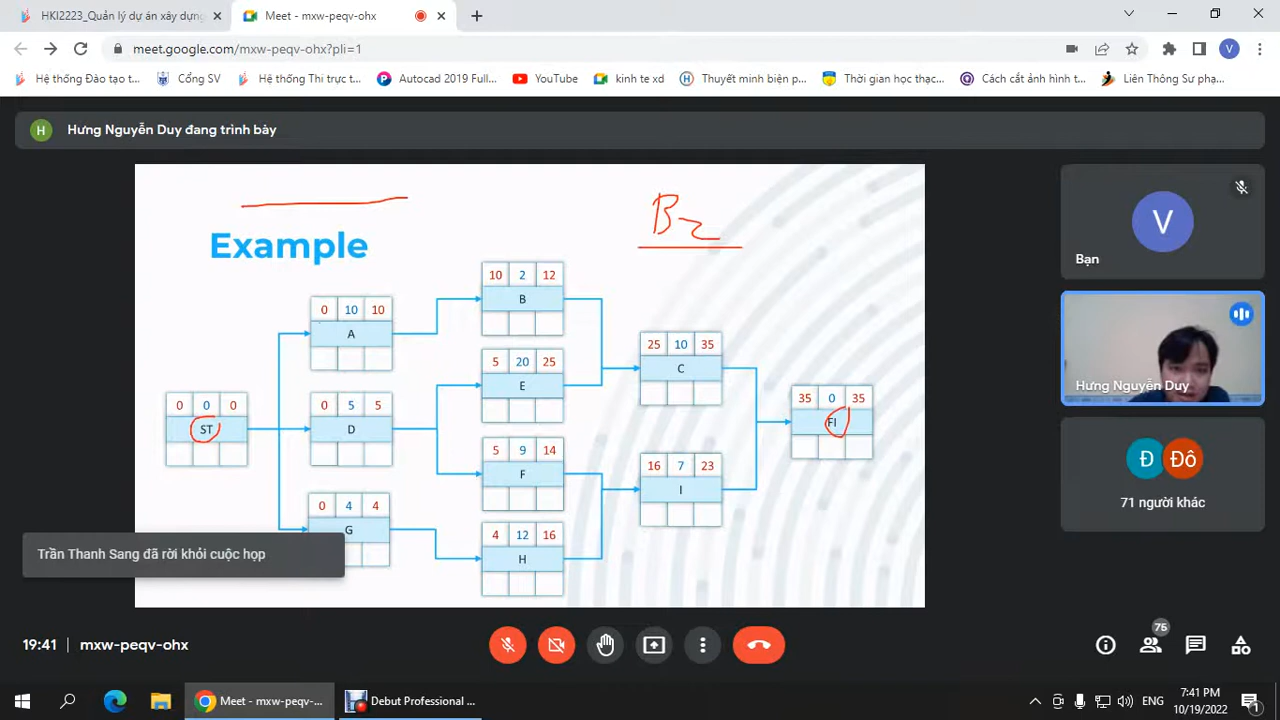 HKI2223_Quản lý dự án xây dựng
Meet - mxw-peqv-ohx
meet.google.com/mxw-peqv-ohx?pli=1
V
Hệ thống Đào tạo t...
Cổng SV
Hệ thống Thi trực t...
Autocad 2019 Full...
YouTube
kinh te xd
Thuyết minh biện p...
Thời gian học thạc...
Cách cắt ảnh hình t...
Liên Thông Sư phạ...
H
Hưng Nguyễn Duy đang trình bày
B2
Example
10 2 12
B
0 10 10
A
25 10 35
C
5 20 25
E
35 0 35
FI
0 0 0
ST
0 5 5
D
5 9 14
F
16 7 23
I
0 4 4
G
4 12 16
H
V
Bạn
Hưng Nguyễn Duy
Đ
Đô
71 người khác
Trần Thanh Sang đã rời khỏi cuộc họp
19:41 | mxw-peqv-ohx
75
Meet - mxw-peqv-...
Debut Professional ...
ENG
7:41 PM
10/19/2022
1